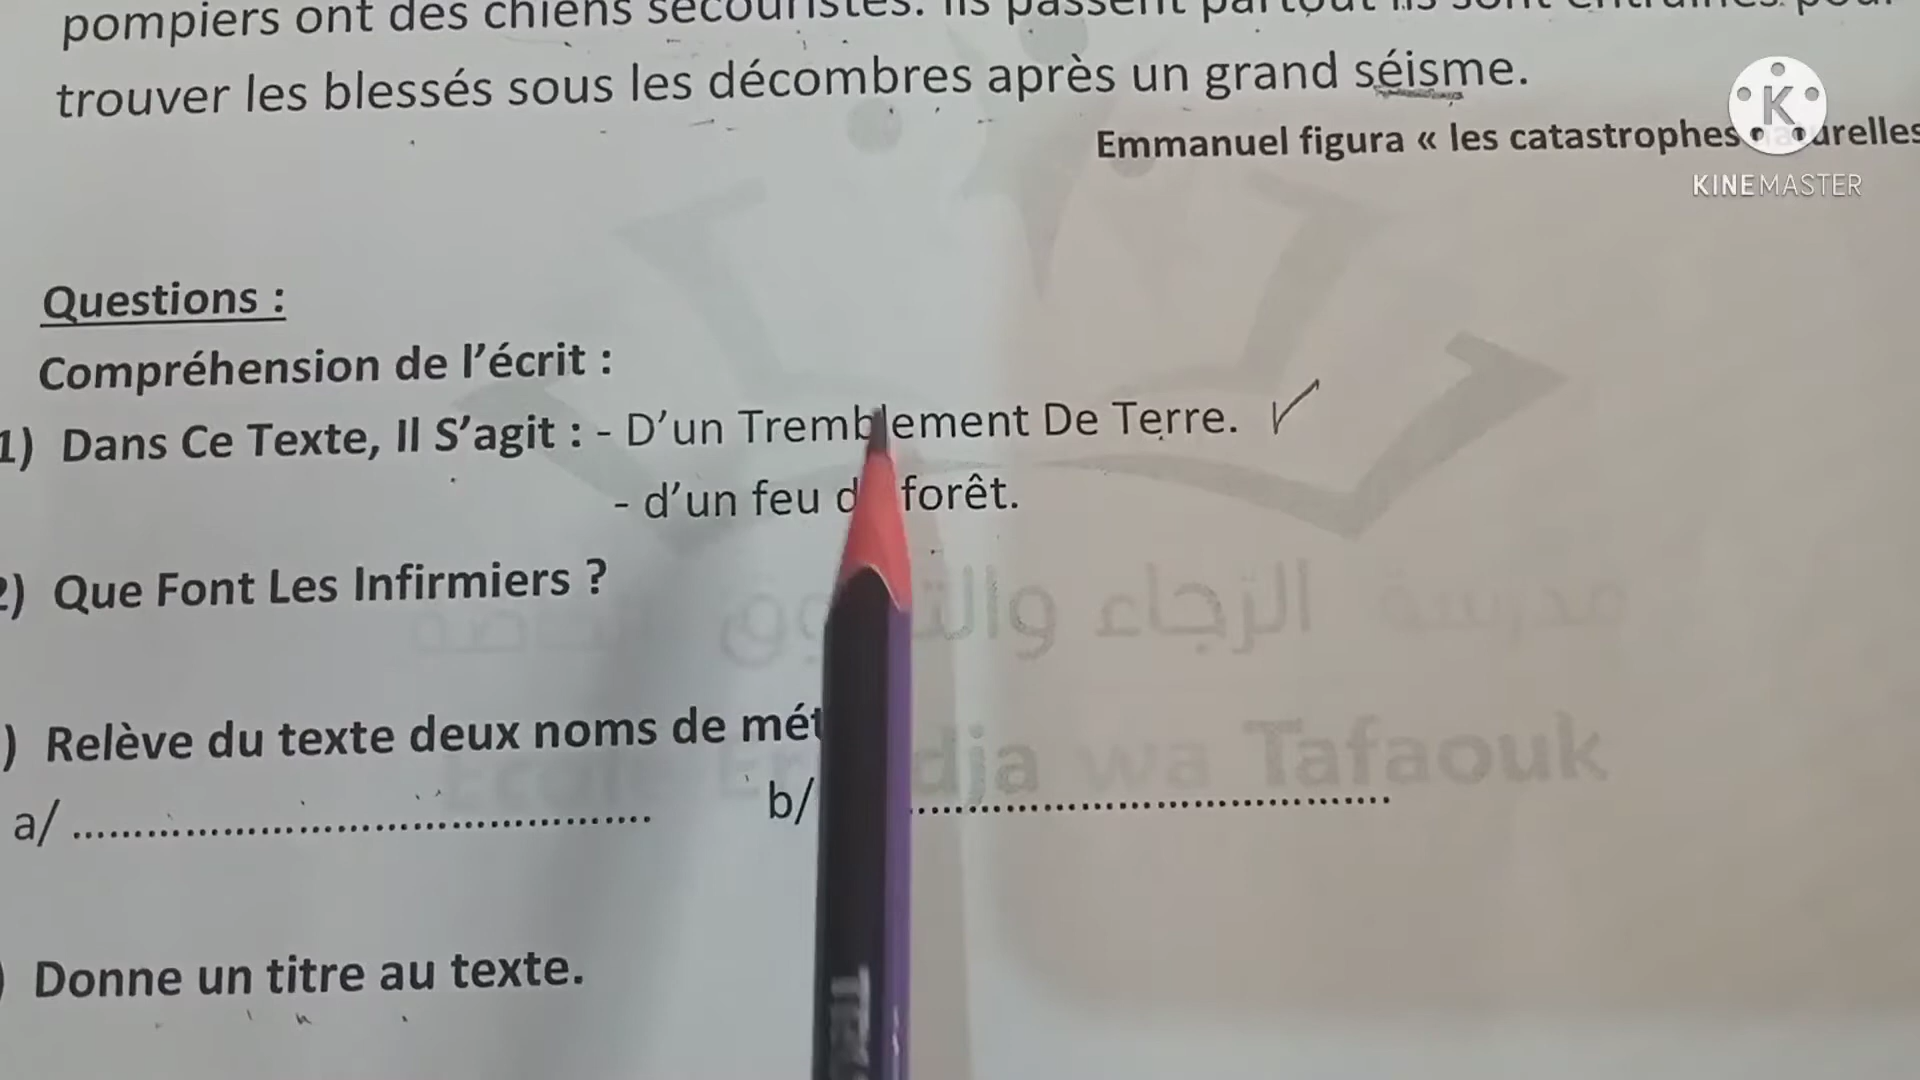 pompiers ont des chiens secouristes. Ils passent partout ils sont entraînés pour
trouver les blessés sous les décombres après un grand séisme.
Emmanuel figura « les catastrophes naturelles
K
KINEMASTER
Questions :
Compréhension de l'écrit :
1) Dans Ce Texte, Il S'agit : - D'un Tremblement De Terre. ✓
- d'un feu forêt.
2) Que Font Les Infirmiers ?
مدرسة الرجاء
) Relève du texte deux noms de
wa Tafaouk
a/ .............................................. b/ ......................................
) Donne un titre au texte.
TRI